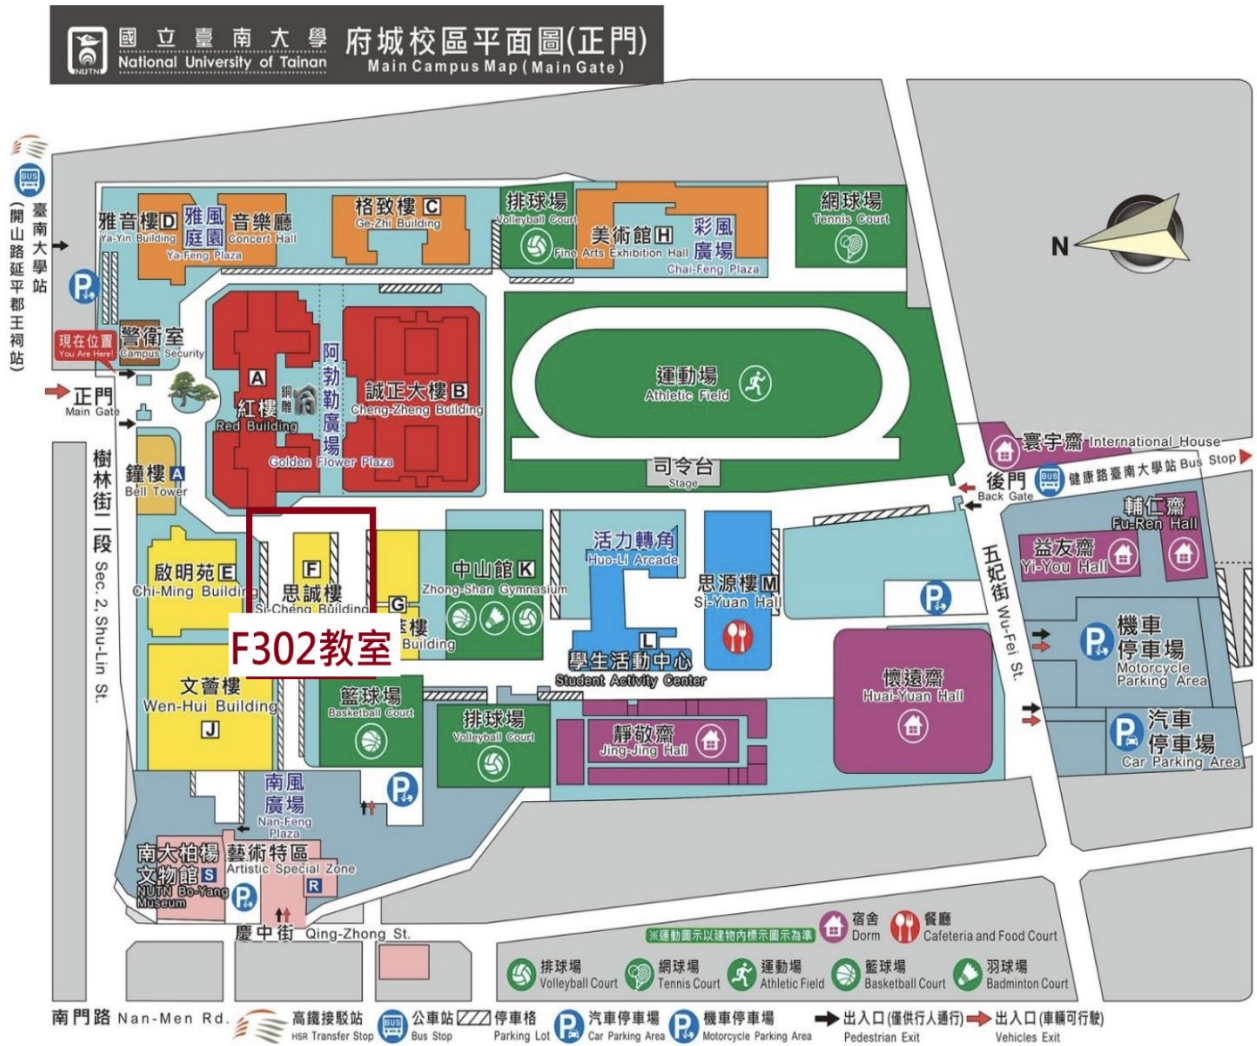 國立臺南大學
National University of Tainan
NUTN
府城校區平面圖(正門)
Main Campus Map (Main Gate)
BUS
臺南大學站
(開山路延平郡王祠站)
雅音樓 D
Ya-Yin Building
雅風庭園
Ya-Feng Plaza
音樂廳
Concert Hall
格致樓 C
Ge-Zhi Building
排球場
Volleyball Court
美術館 H
Fine Arts Exhibition Hall
彩風廣場
Chai-Feng Plaza
網球場
Tennis Court
N
P
警衛室
Campus Security
現在位置
You Are Here!
正門
Main Gate
A
紅樓
Red Building
銅雕
阿勃勒廣場
Golden Flower Plaza
誠正大樓 B
Cheng-Zheng Building
運動場
Athletic Field
司令台
Stage
寰宇齋 International House
後門
Back Gate
BUS
健康路臺南大學站 Bus Stop
鐘樓 A
Bell Tower
樹林街二段 Sec. 2, Shu-Lin St.
啟明苑 E
Chi-Ming Building
F
思誠樓
Si-Cheng Building
F302教室
G
樓
Building
中山館 K
Zhong-Shan Gymnasium
活力轉角
Huo-Li Arcade
L
學生活動中心
Student Activity Center
思源樓 M
Si-Yuan Hall
P
五妃街 Wu-Fei St.
輔仁齋
Fu-Ren Hall
益友齋
Yi-You Hall
P
機車停車場
Motorcycle Parking Area
P
汽車停車場
Car Parking Area
文薈樓
Wen-Hui Building
J
籃球場
Basketball Court
排球場
Volleyball Court
靜敬齋
Jing-Jing Hall
懷遠齋
Huai-Yuan Hall
P
南風廣場
Nan-Feng Plaza
南大柏楊文物館 S
NUTN Bo-Yang Museum
藝術特區
Artistic Special Zone
R
P
慶中街 Qing-Zhong St.
※運動圖示以建物內標示圖示為準
宿舍
Dorm
餐廳
Cafeteria and Food Court
排球場
Volleyball Court
網球場
Tennis Court
運動場
Athletic Field
籃球場
Basketball Court
羽球場
Badminton Court
南門路 Nan-Men Rd.
高鐵接駁站
HSR Transfer Stop
BUS
公車站
Bus Stop
停車格
Parking Lot
P
汽車停車場
Car Parking Area
P
機車停車場
Motorcycle Parking Area
出入口(僅供行人通行)
Pedestrian Exit
出入口(車輛可行駛)
Vehicles Exit